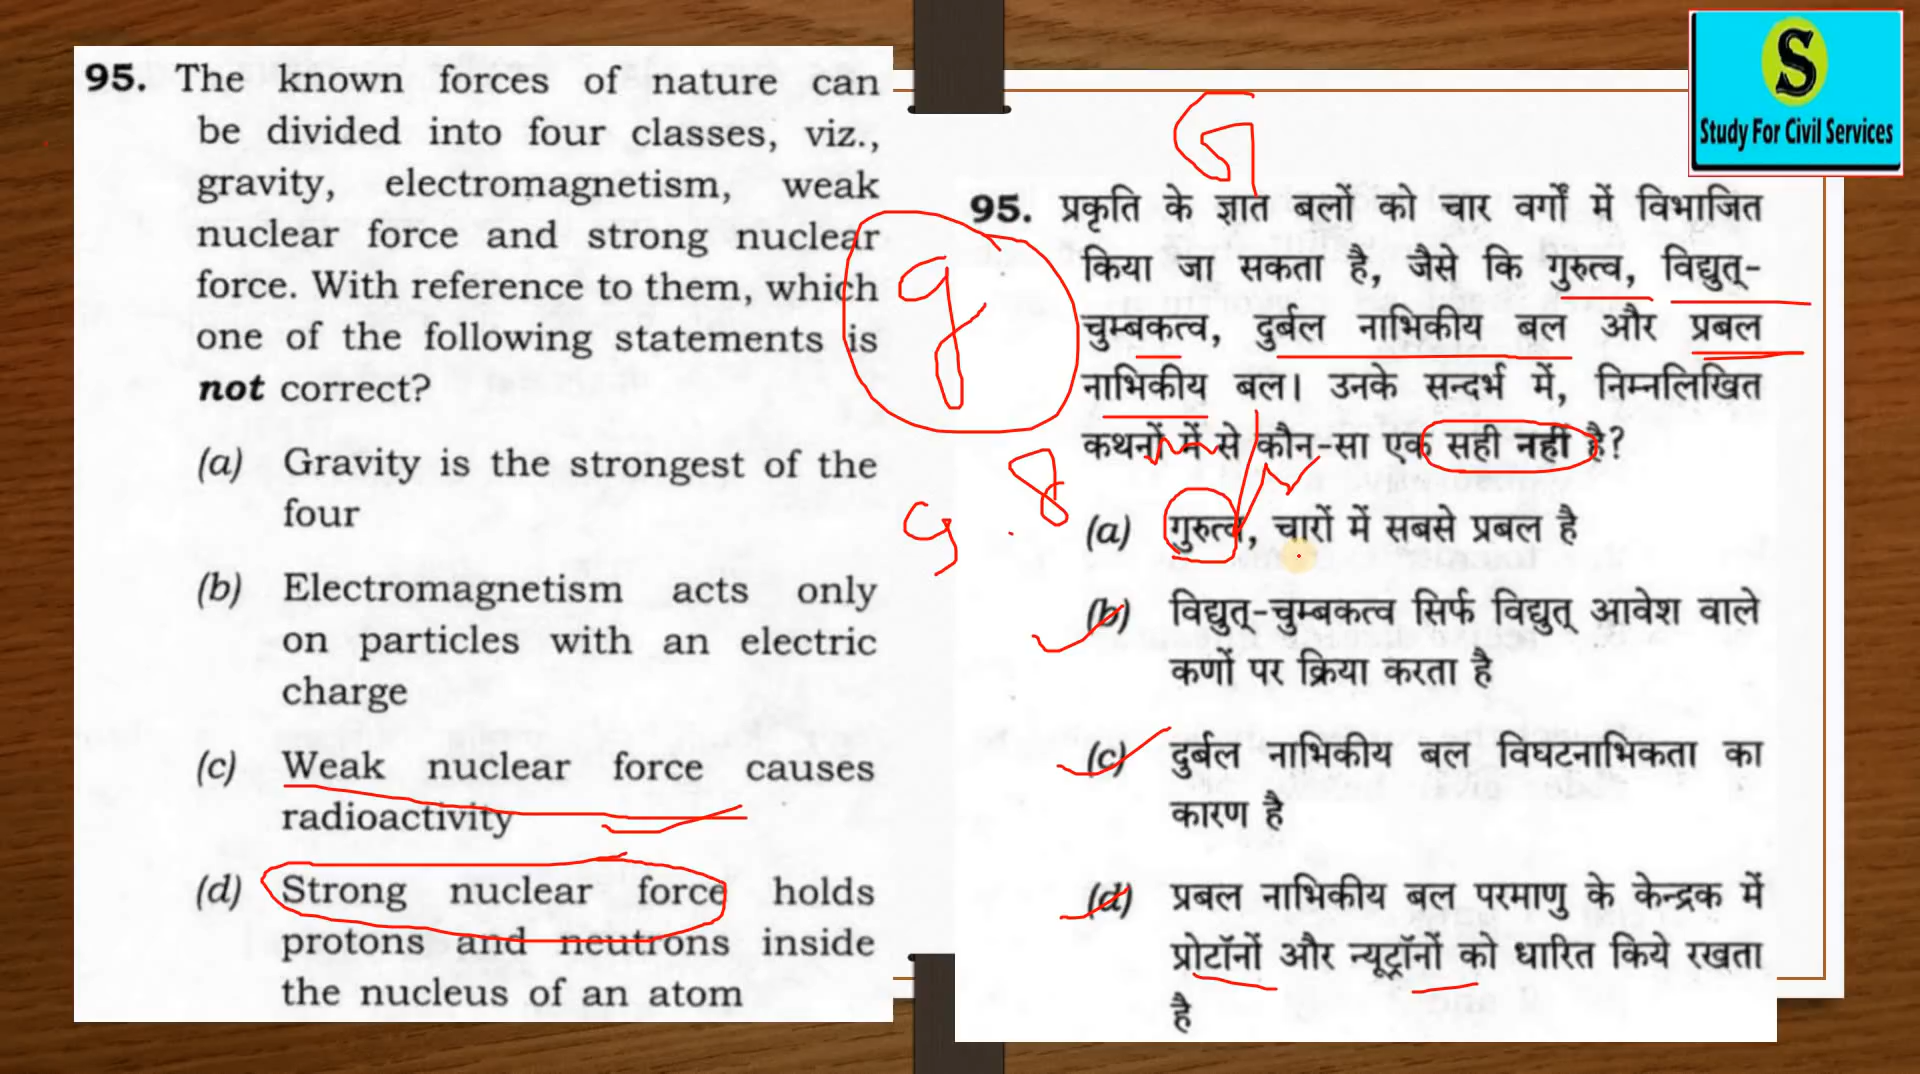 95. The known forces of nature can
be divided into four classes, viz.,
gravity, electromagnetism, weak
nuclear force and strong nuclear
force. With reference to them, which
one of the following statements is
not correct?
(a) Gravity is the strongest of the
four
(b) Electromagnetism acts only
on particles with an electric
charge
(c) Weak nuclear force causes
radioactivity
(d) Strong nuclear force holds
protons and neutrons inside
the nucleus of an atom
G
g
9.8
95. प्रकृति के ज्ञात बलों को चार वर्गों में विभाजित
किया जा सकता है, जैसे कि गुरुत्व, विद्युत्-
चुम्बकत्व, दुर्बल नाभिकीय बल और प्रबल
नाभिकीय बल। उनके सन्दर्भ में, निम्नलिखित
कथनों में से कौन-सा एक सही नहीं है?
(a) गुरुत्व, चारों में सबसे प्रबल है
(b) विद्युत्-चुम्बकत्व सिर्फ विद्युत् आवेश वाले
कणों पर क्रिया करता है
(c) दुर्बल नाभिकीय बल विघटनाभिकता का
कारण है
(d) प्रबल नाभिकीय बल परमाणु के केन्द्रक में
प्रोटॉनों और न्यूट्रॉनों को धारित किये रखता
है
S
Study For Civil Services